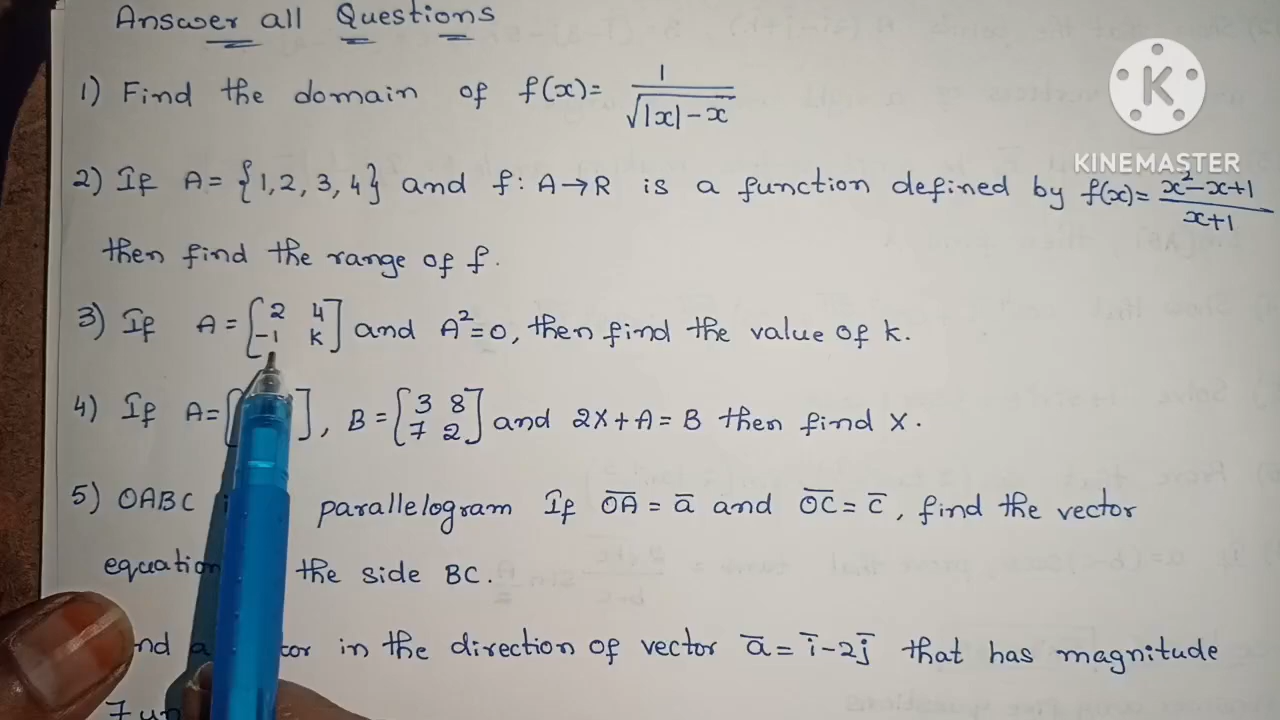 Answer all Questions
1) Find the domain of f(x)= 1/√|x|-x
K
KINEMASTER
2) If A= {1,2,3,4} and f: A→R is a function defined by f(x)= x²-x+1/x+1
then find the range of f.
3) If A= [2 4 -1 k] and A²=0, then find the value of k.
4) If A= [ ], B= [3 8 7 2] and 2X+A=B then find X.
5) OABC parallelogram If O̅A̅ = a̅ and O̅C̅ = c̅, find the vector
equation the side BC.
in the direction of vector a̅ = i̅-2j̅ that has magnitude
7